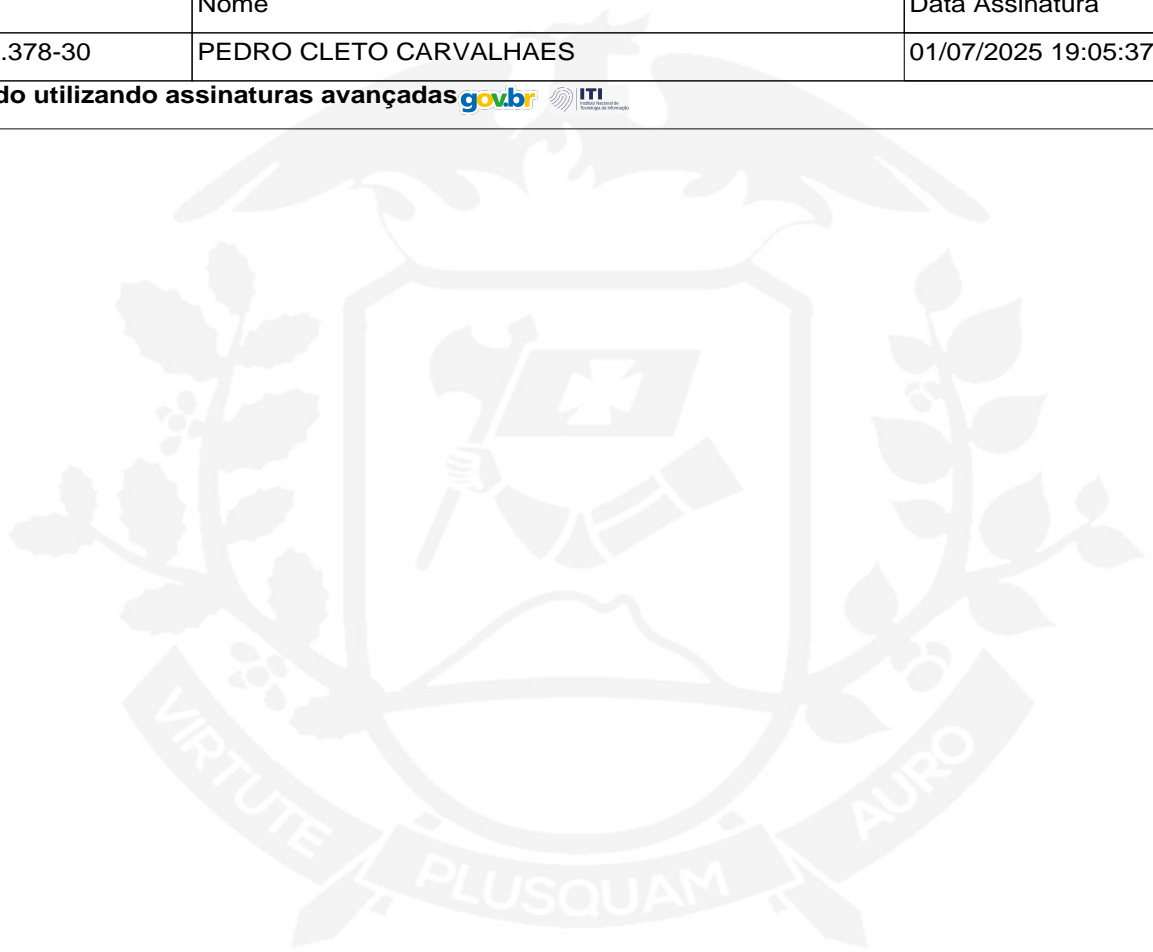 Nome Data Assinatura
.378-30 PEDRO CLETO CARVALHAES 01/07/2025 19:05:37
do utilizando assinaturas avançadas gov.br ITI
VIRTUTE PLUSQUAM AURO